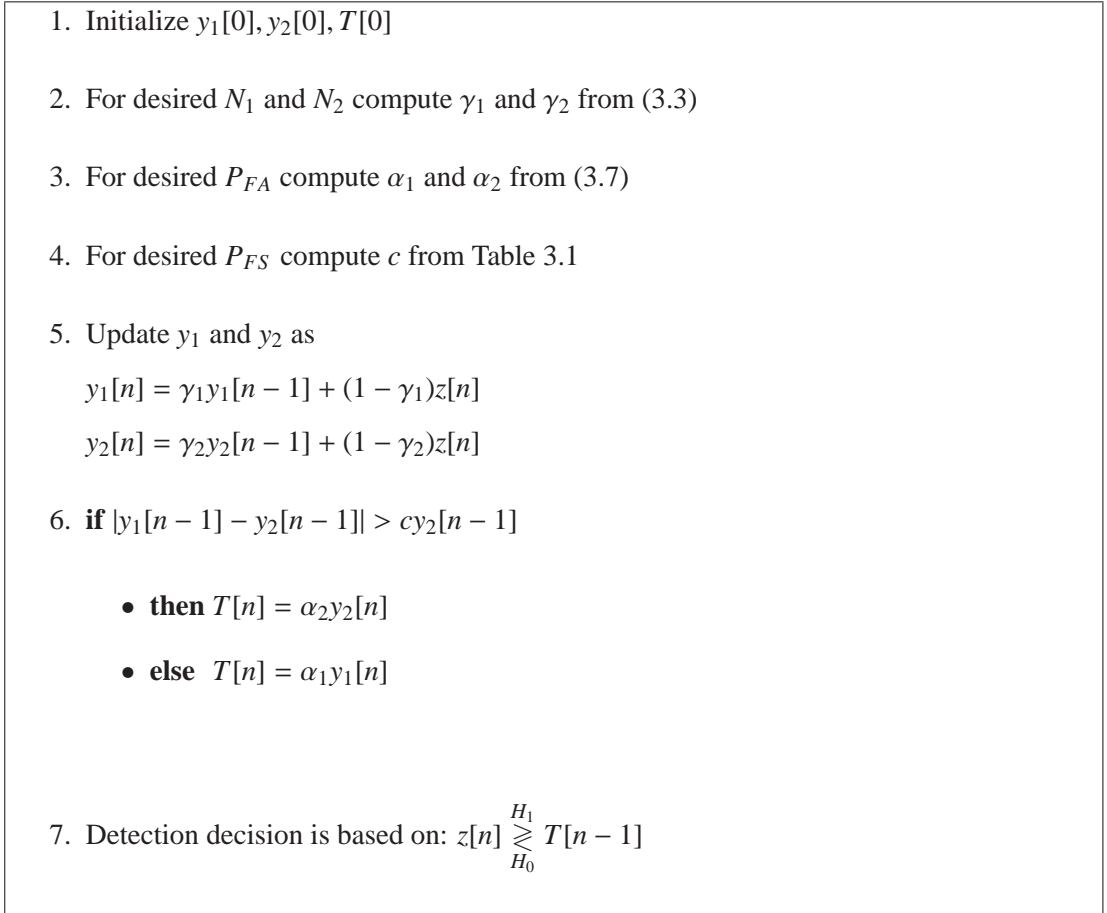 1. Initialize y₁[0], y₂[0], T[0]
2. For desired N₁ and N₂ compute γ₁ and γ₂ from (3.3)
3. For desired P_FA compute α₁ and α₂ from (3.7)
4. For desired P_FS compute c from Table 3.1
5. Update y₁ and y₂ as
y₁[n] = γ₁y₁[n − 1] + (1 − γ₁)z[n]
y₂[n] = γ₂y₂[n − 1] + (1 − γ₂)z[n]
6. if |y₁[n − 1] − y₂[n − 1]| > cy₂[n − 1]
• then T[n] = α₂y₂[n]
• else T[n] = α₁y₁[n]
H₁
7. Detection decision is based on: z[n] ≷ T[n − 1]
H₀